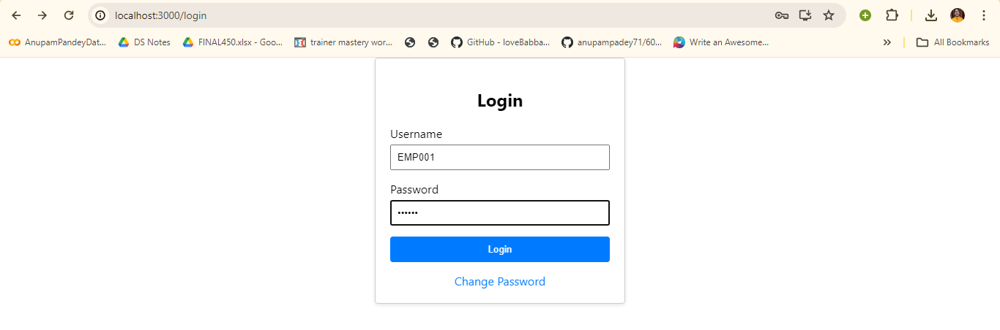 localhost:3000/login
AnupamPandeyDat... DS Notes FINAL450.xlsx - Goo... trainer mastery wor... GitHub - loveBabba... anupampadey71/60... Write an Awesome... » All Bookmarks
Login
Username
EMP001
Password
••••••
Login
Change Password